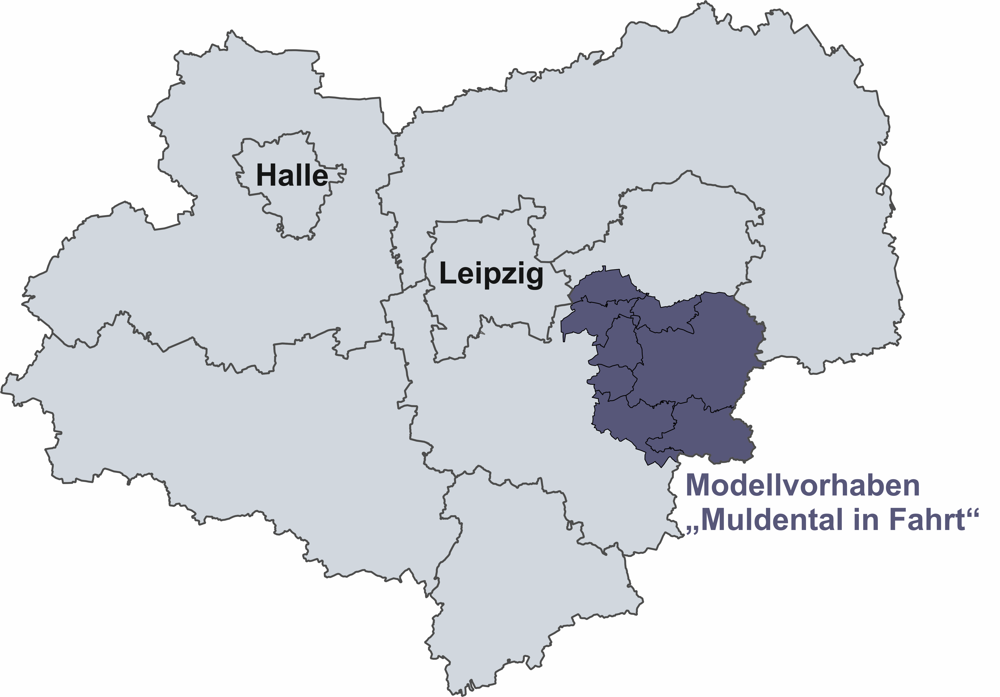 Halle
Leipzig
Modellvorhaben
„Muldental in Fahrt“